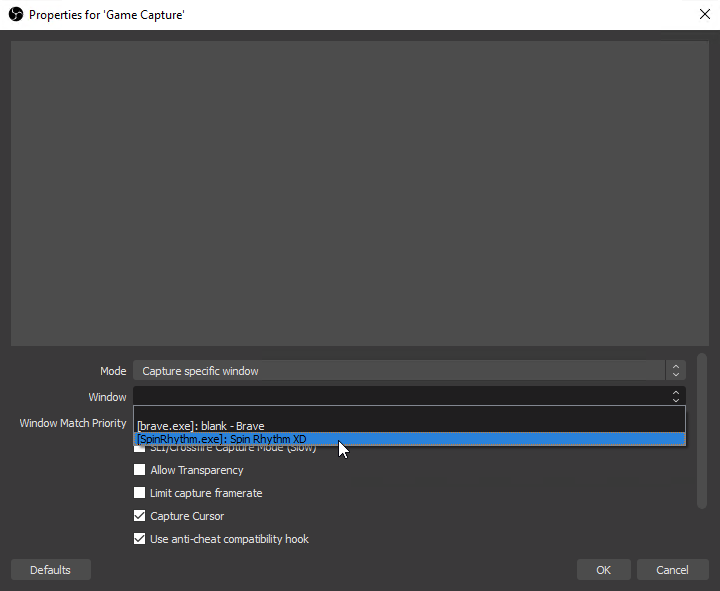 Properties for 'Game Capture'
Mode Capture specific window
Window
Window Match Priority
[brave.exe]: blank - Brave
[SpinRhythm.exe]: Spin Rhythm XD
SLI/Crossfire Capture Mode (Slow)
Allow Transparency
Limit capture framerate
Capture Cursor
Use anti-cheat compatibility hook
Defaults OK Cancel